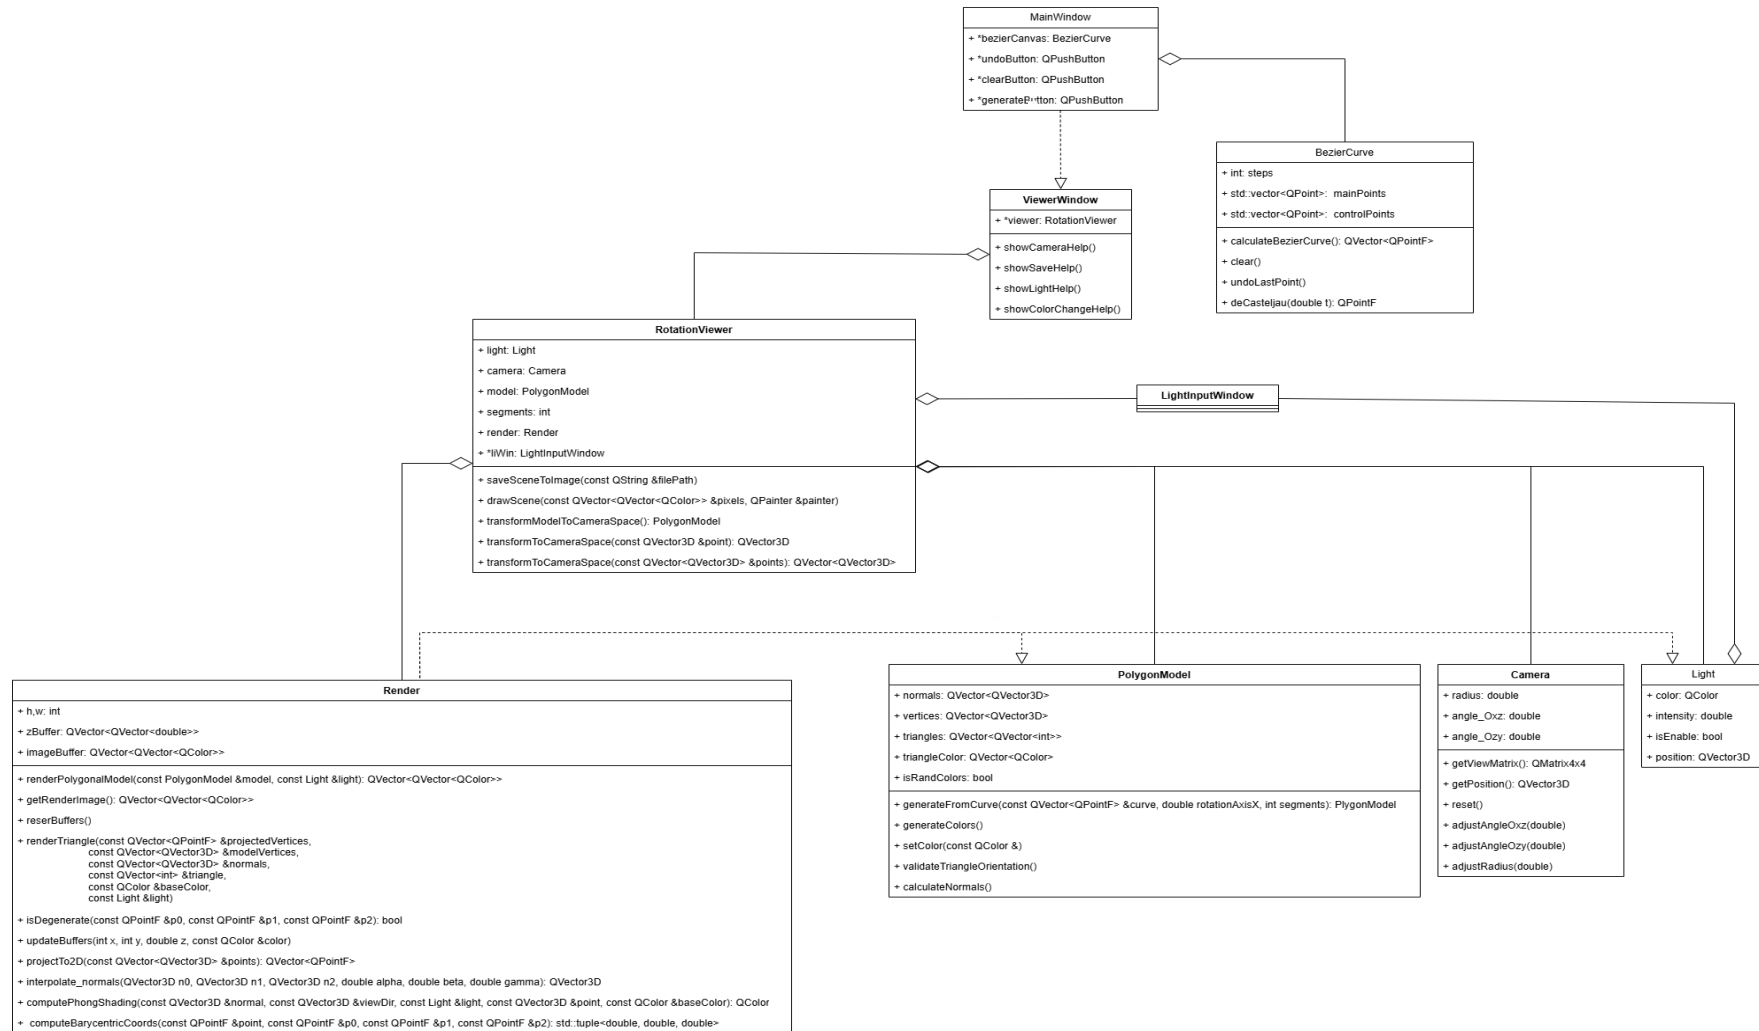 MainWindow
+ *bezierCanvas: BezierCurve
+ *undoButton: QPushButton
+ *clearButton: QPushButton
QPushButton
BezierCurve
+ int: steps
+ std::vector<QPoint>: mainPoints
+ std::vector<QPoint>: controlPoints
+ calculateBezierCurve(): QVector<QPointF>
+ clear()
+ undoLastPoint()
+ deCasteljau(double t): QPointF
ViewerWindow
+ *viewer: RotationViewer
+ showCameraHelp()
+ showSaveHelp()
+ showLightHelp()
+ showColorChangeHelp()
RotationViewer
+ light: Light
+ camera: Camera
+ model: PolygonModel
+ segments: int
+ render: Render
+ *liWin: LightInputWindow
+ saveSceneToImage(const QString &filePath)
+ drawScene(const QVector<QVector<QColor>> &pixels, QPainter &painter)
+ transformModelToCameraSpace(): PolygonModel
+ transformToCameraSpace(const QVector3D &point): QVector3D
+ transformToCameraSpace(const QVector<QVector3D> &points): QVector<QVector3D>
LightInputWindow
Render
+ h,w: int
+ zBuffer: QVector<QVector<double>>
+ imageBuffer: QVector<QVector<QColor>>
+ renderPolygonalModel(const PolygonModel &model, const Light &light): QVector<QVector<QColor>>
+ getRenderImage(): QVector<QVector<QColor>>
+ reserBuffers()
+ renderTriangle(const QVector<QPointF> &projectedVertices,
const QVector<QVector3D> &modelVertices,
const QVector<QVector3D> &normals,
const QVector<int> &triangle,
const QColor &baseColor,
const Light &light)
+ isDegenerate(const QPointF &p0, const QPointF &p1, const QPointF &p2): bool
+ updateBuffers(int x, int y, double z, const QColor &color)
+ projectTo2D(const QVector<QVector3D> &points): QVector<QPointF>
+ interpolate_normals(QVector3D n0, QVector3D n1, QVector3D n2, double alpha, double beta, double gamma): QVector3D
+ computePhongShading(const QVector3D &normal, const QVector3D &viewDir, const Light &light, const QVector3D &point, const QColor &baseColor): QColor
+ computeBarycentricCoords(const QPointF &point, const QPointF &p0, const QPointF &p1, const QPointF &p2): std::tuple<double, double, double>
PolygonModel
+ normals: QVector<QVector3D>
+ vertices: QVector<QVector3D>
+ triangles: QVector<QVector<int>>
+ triangleColor: QVector<QColor>
+ isRandColors: bool
+ generateFromCurve(const QVector<QPointF> &curve, double rotationAxisX, int segments): PlygonModel
+ generateColors()
+ setColor(const QColor &)
+ validateTriangleOrientation()
+ calculateNormals()
Camera
+ radius: double
+ angle_Oxz: double
+ angle_Ozy: double
+ getViewMatrix(): QMatrix4x4
+ getPosition(): QVector3D
+ reset()
+ adjustAngleOxz(double)
+ adjustAngleOzy(double)
+ adjustRadius(double)
Light
+ color: QColor
+ intensity: double
+ isEnable: bool
+ position: QVector3D